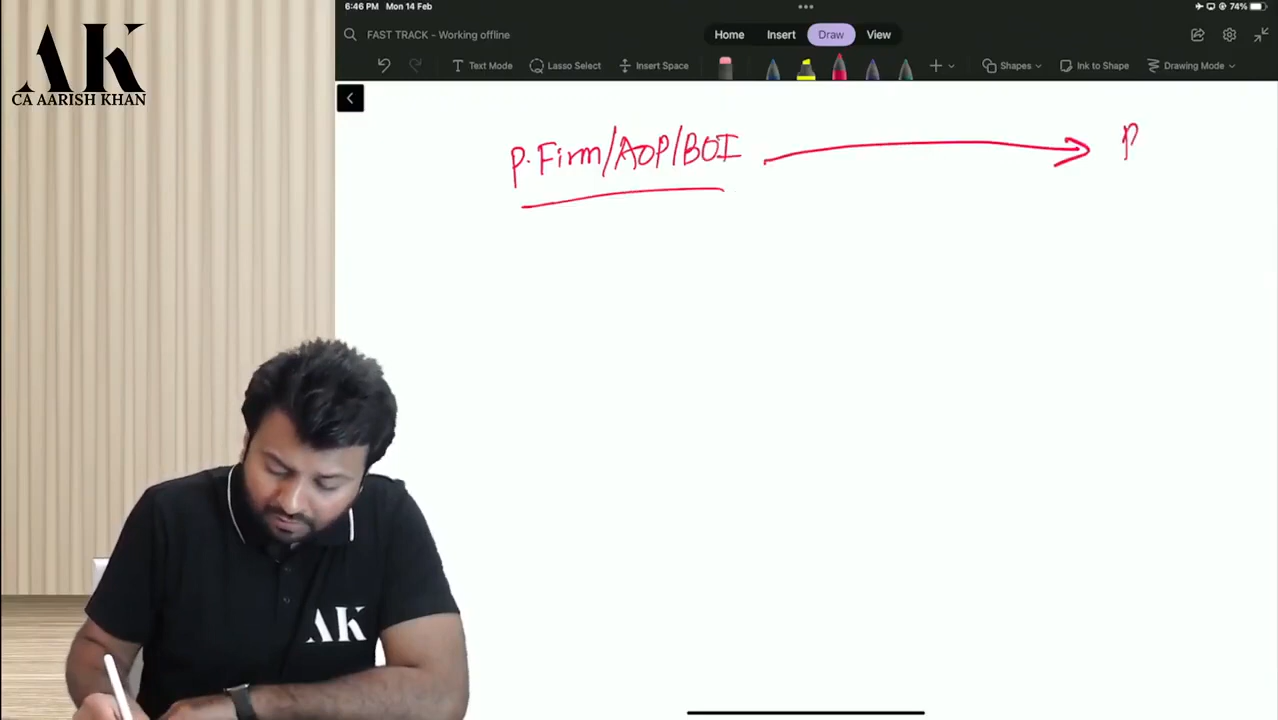 6:46 PM Mon 14 Feb
74%
AK
CA AARISH KHAN
FAST TRACK - Working offline
Home Insert Draw View
Text Mode Lasso Select Insert Space Shapes Ink to Shape Drawing Mode
P. Firm/AOP/BOI P
AK